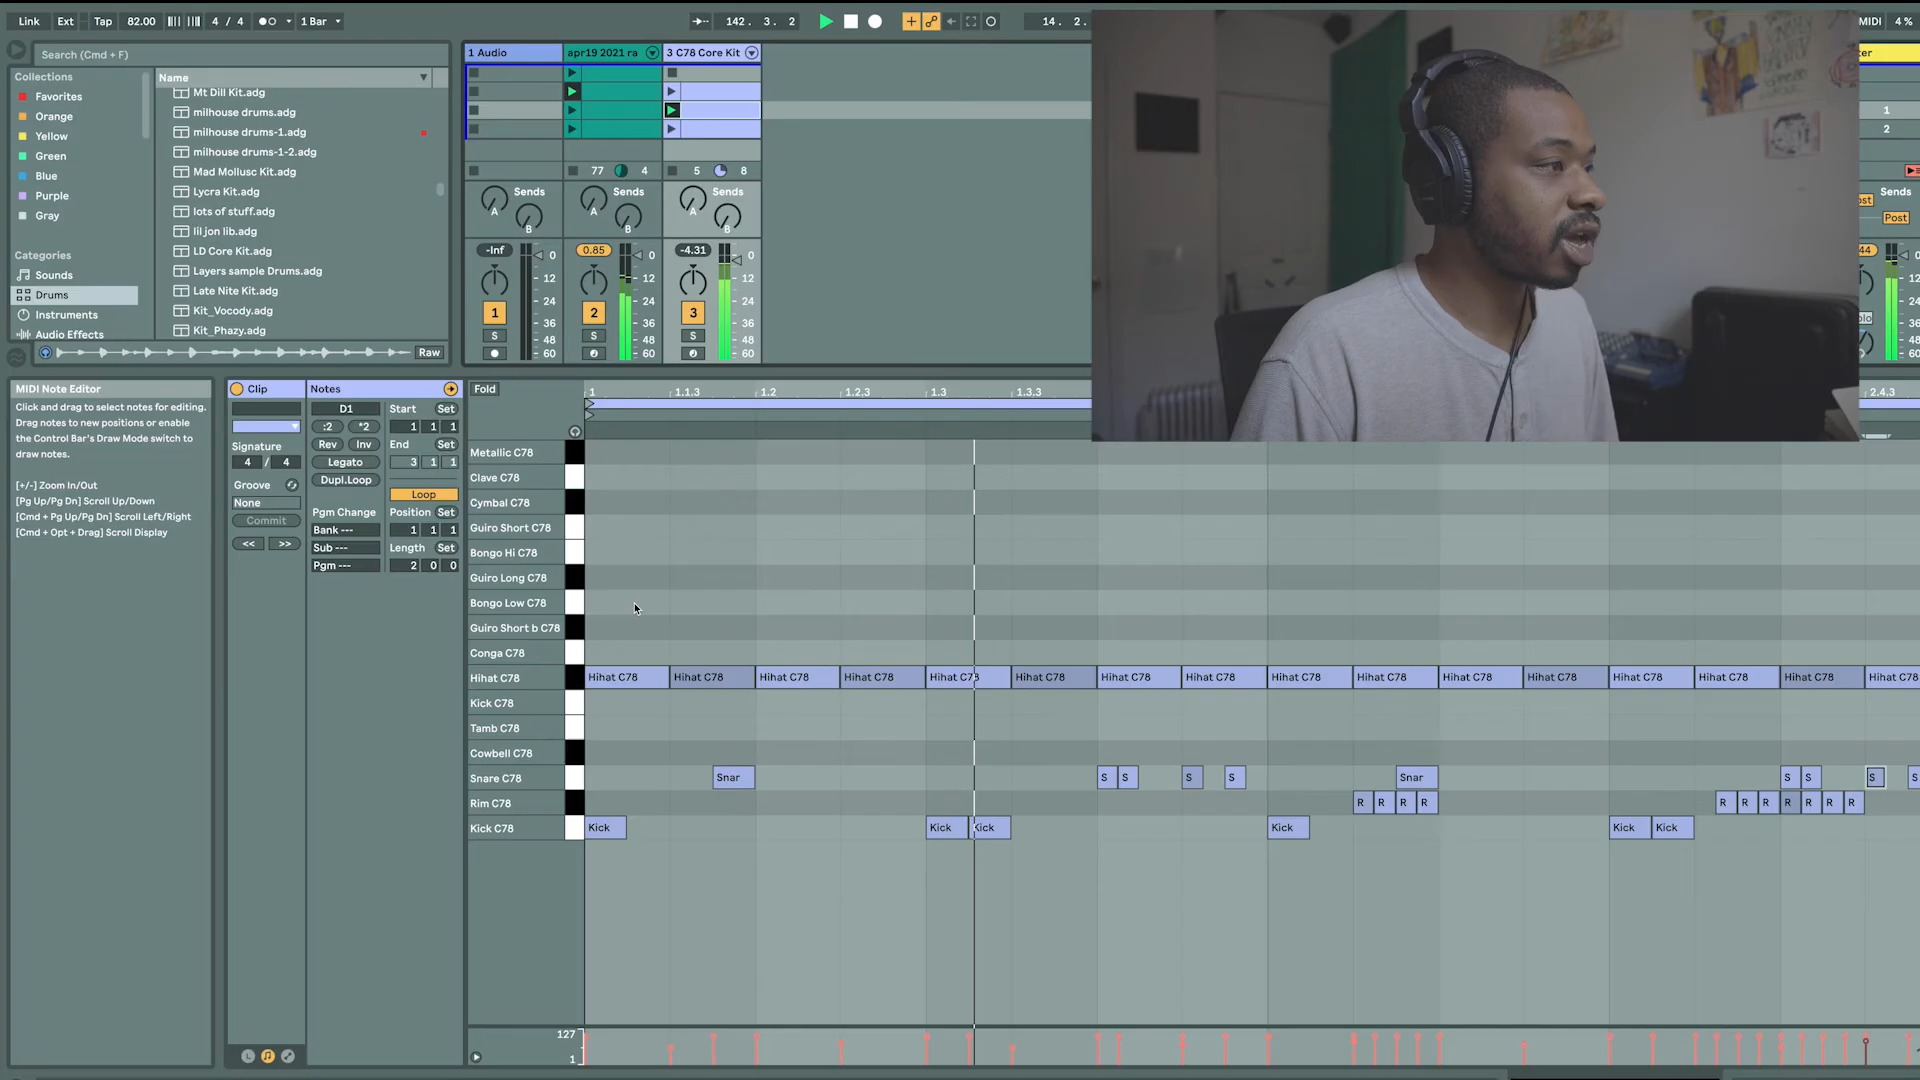 Link Ext Tap 82.00 4 / 4 1 Bar 142. 3. 2 14. 2. MIDI 4 %
Search (Cmd + F)
Collections
Favorites
Orange
Yellow
Green
Blue
Purple
Gray
Categories
Sounds
Drums
Instruments
Audio Effects
Name
Mt Dill Kit.adg
milhouse drums.adg
milhouse drums-1.adg
milhouse drums-1-2.adg
Mad Mollusc Kit.adg
Lycra Kit.adg
lots of stuff.adg
lil jon lib.adg
LD Core Kit.adg
Layers sample Drums.adg
Late Nite Kit.adg
Kit_Vocody.adg
Kit_Phazy.adg
Raw
1 Audio apr19 2021 ra 3 C78 Core Kit
77 4 5 8
Sends Sends Sends
A A A
B B B
-Inf 0 0.85 0 -4.31 0
12 12 12
24 24 24
1 2 3
36 36 36
S S S
48 48 48
60 60 60
1
2
Sends
Post
MIDI Note Editor
Click and drag to select notes for editing.
Drag notes to new positions or enable
the Control Bar's Draw Mode switch to
draw notes.
[+/-] Zoom In/Out
[Pg Up/Pg Dn] Scroll Up/Down
[Cmd + Pg Up/Pg Dn] Scroll Left/Right
[Cmd + Opt + Drag] Scroll Display
Clip
Signature
4 / 4
Groove
None
Commit
<< >>
Notes
D1
:2 *2
Rev Inv
Legato
Dupl.Loop
Pgm Change
Bank ---
Sub ---
Pgm ---
Start Set
1 1 1
End Set
3 1 1
Loop
Position Set
1 1 1
Length Set
2 0 0
Fold 1 1.1.3 1.2 1.2.3 1.3 1.3.3 2.4.3
Metallic C78
Clave C78
Cymbal C78
Guiro Short C78
Bongo Hi C78
Guiro Long C78
Bongo Low C78
Guiro Short b C78
Conga C78
Hihat C78 Hihat C78 Hihat C78 Hihat C78 Hihat C78 Hihat C78 Hihat C78 Hihat C78 Hihat C78 Hihat C78 Hihat C78 Hihat C78 Hihat C78 Hihat C78 Hihat C78 Hihat C78 Hihat C78
Kick C78
Tamb C78
Cowbell C78
Snare C78 Snar S S S S Snar S S S S
Rim C78 R R R R R R R R R R R
Kick C78 Kick Kick Kick Kick Kick Kick
127
1